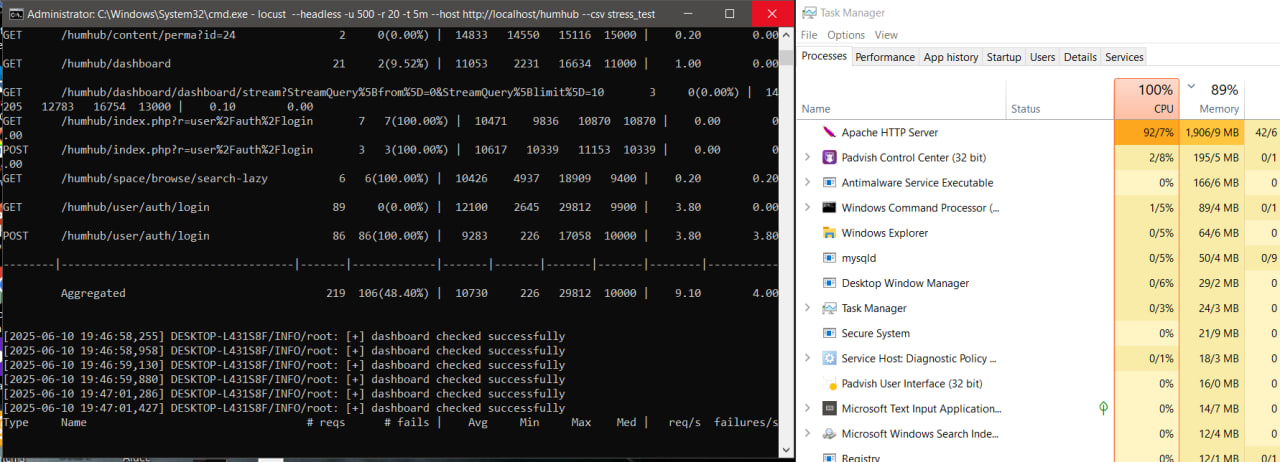 Administrator: C:\Windows\System32\cmd.exe - locust --headless -u 500 -r 20 -t 5m --host http://localhost/humhub --csv stress_test
GET /humhub/content/perma?id=24 2 0(0.00%) | 14833 14550 15116 15000 | 0.20 0.00
GET /humhub/dashboard 21 2(9.52%) | 11053 2231 16634 11000 | 1.00 0.00
GET /humhub/dashboard/dashboard/stream?StreamQuery%5Bfrom%5D=0&StreamQuery%5Blimit%5D=10 3 0(0.00%) | 14
205 12783 16754 13000 | 0.10 0.00
GET /humhub/index.php?r=user%2Fauth%2Flogin 7 7(100.00%) | 10471 9836 10870 10870 | 0.00 0
.00
POST /humhub/index.php?r=user%2Fauth%2Flogin 3 3(100.00%) | 10617 10339 11153 10339 | 0.00 0
.00
GET /humhub/space/browse/search-lazy 6 6(100.00%) | 10426 4937 18909 9400 | 0.20 0.20
GET /humhub/user/auth/login 89 0(0.00%) | 12100 2645 29812 9900 | 3.80 0.00
POST /humhub/user/auth/login 86 86(100.00%) | 9283 226 17058 10000 | 3.80 3.80
--------|-------------------------------|-------|-------------|-------|-------|-------|-------|--------|-----------
Aggregated 219 106(48.40%) | 10730 226 29812 10000 | 9.10 4.00
[2025-06-10 19:46:58,255] DESKTOP-L431S8F/INFO/root: [+] dashboard checked successfully
[2025-06-10 19:46:58,958] DESKTOP-L431S8F/INFO/root: [+] dashboard checked successfully
[2025-06-10 19:46:59,130] DESKTOP-L431S8F/INFO/root: [+] dashboard checked successfully
[2025-06-10 19:46:59,880] DESKTOP-L431S8F/INFO/root: [+] dashboard checked successfully
[2025-06-10 19:47:01,286] DESKTOP-L431S8F/INFO/root: [+] dashboard checked successfully
[2025-06-10 19:47:01,427] DESKTOP-L431S8F/INFO/root: [+] dashboard checked successfully
Type Name # reqs # fails | Avg Min Max Med | req/s failures/s
Task Manager
File Options View
Processes Performance App history Startup Users Details Services
100% 89%
Name Status CPU Memory
Apache HTTP Server 92/7% 1,906/9 MB 42/6
Padvish Control Center (32 bit) 2/8% 195/5 MB 0/1
Antimalware Service Executable 0% 166/6 MB 0
Windows Command Processor (... 1/5% 89/4 MB 0/1
Windows Explorer 0/5% 64/6 MB 0
mysqld 0/5% 50/4 MB 0/9
Desktop Window Manager 0/6% 29/2 MB 0
Task Manager 0/3% 24/3 MB 0
Secure System 0% 21/9 MB 0
Service Host: Diagnostic Policy ... 0/1% 18/3 MB 0
Padvish User Interface (32 bit) 0% 16/0 MB 0
Microsoft Text Input Application... 0% 14/7 MB 0
Microsoft Windows Search Inde... 0% 12/4 MB 0
Registry 0% 12/1 MB 0/1